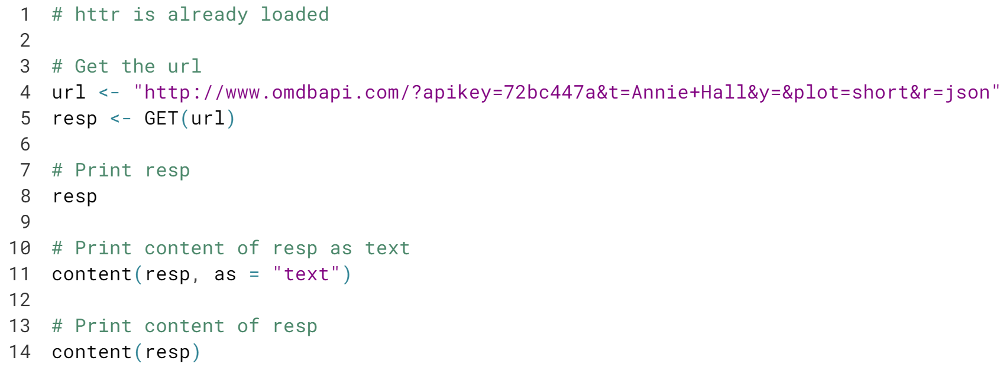 1 # httr is already loaded
2
3 # Get the url
4 url <- "http://www.omdbapi.com/?apikey=72bc447a&t=Annie+Hall&y=&plot=short&r=json"
5 resp <- GET(url)
6
7 # Print resp
8 resp
9
10 # Print content of resp as text
11 content(resp, as = "text")
12
13 # Print content of resp
14 content(resp)